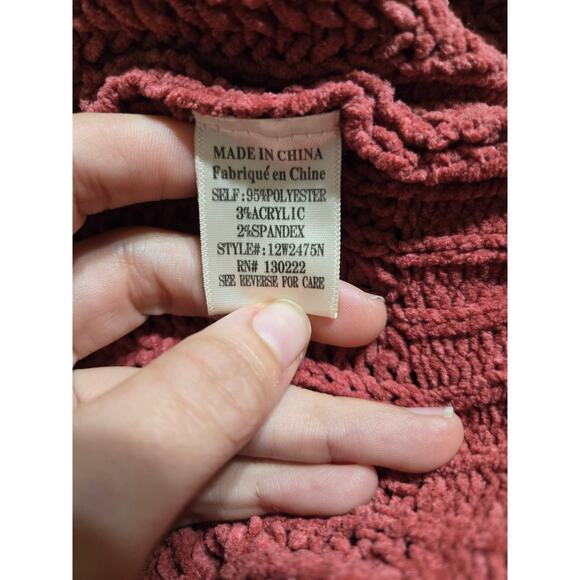 MADE IN CHINA
Fabriqué en Chine
SELF:95%POLYESTER
3%ACRYLIC
2%SPANDEX
STYLE#:12W2475N
RN# 130222
SEE REVERSE FOR CARE